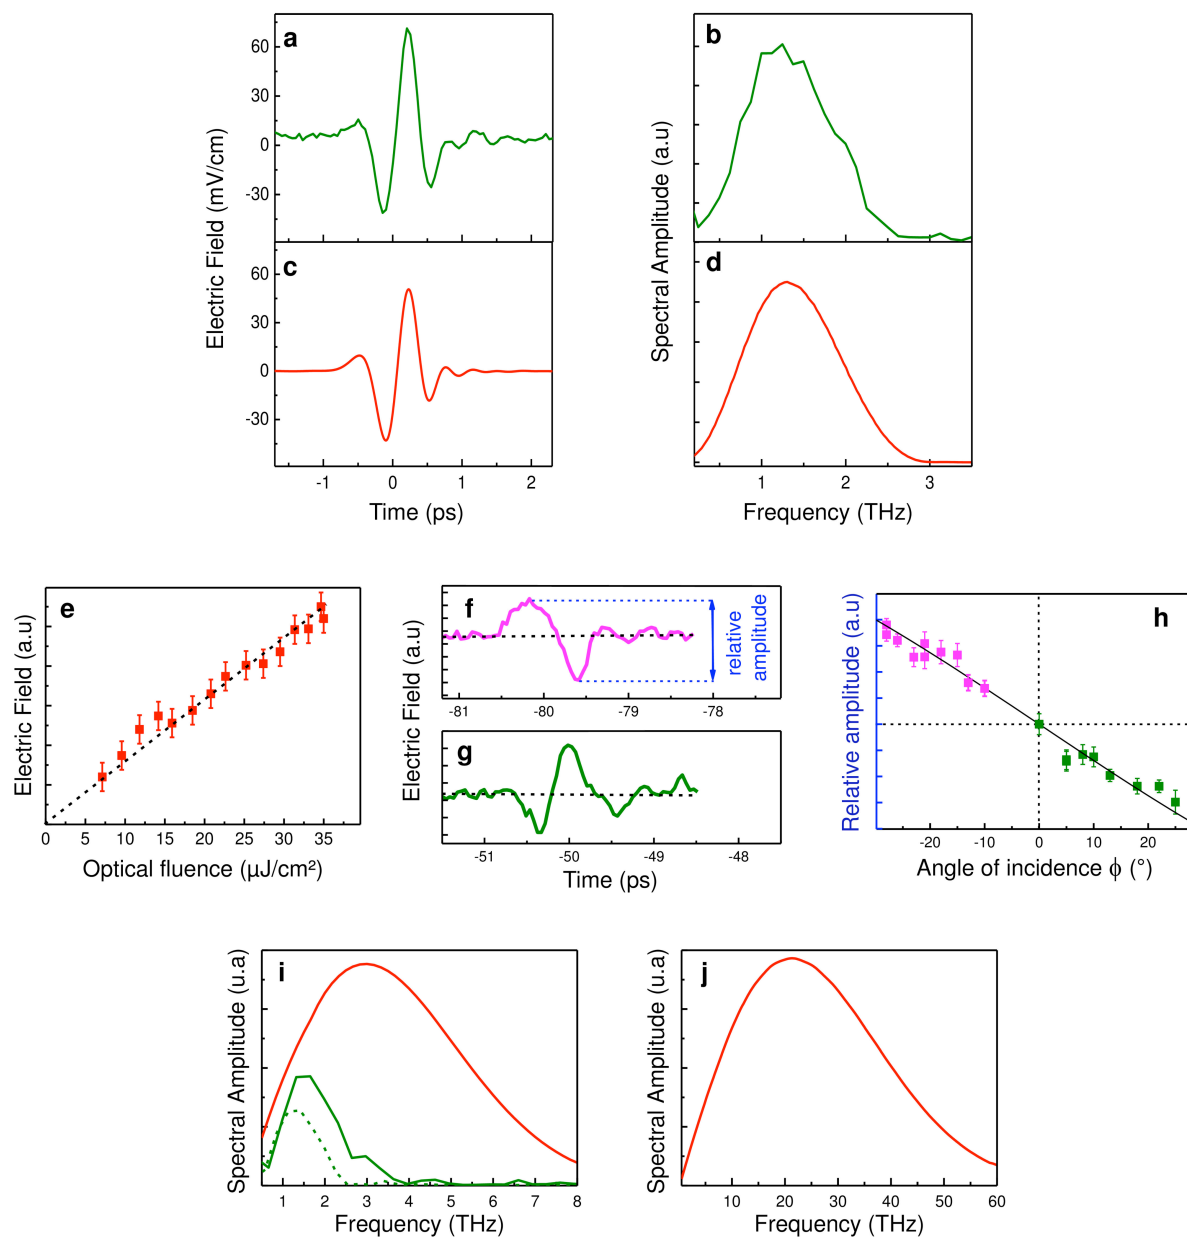 a
60
30
0
-30
Electric Field (mV/cm)
b
Spectral Amplitude (a.u)
c
60
30
0
-30
-1 0 1 2
Time (ps)
d
1 2 3
Frequency (THz)
e
Electric Field (a.u)
0 5 10 15 20 25 30 35
Optical fluence (µJ/cm²)
f
relative
amplitude
-81 -80 -79 -78
Electric Field (a.u)
g
-51 -50 -49 -48
Time (ps)
h
Relative amplitude (a.u)
-20 -10 0 10 20
Angle of incidence ϕ (°)
i
Spectral Amplitude (u.a)
1 2 3 4 5 6 7 8
Frequency (THz)
j
Spectral Amplitude (u.a)
10 20 30 40 50 60
Frequency (THz)